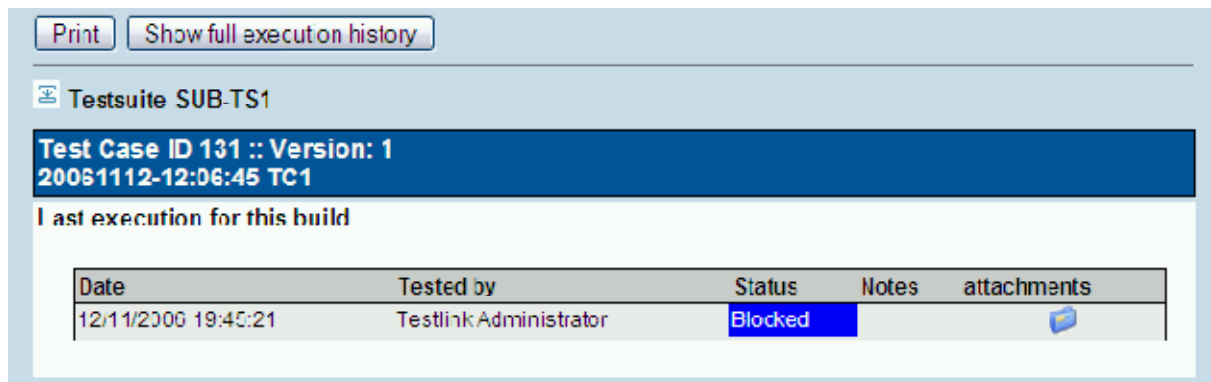 Print Show full execution history
Testsuite SUB-TS1
Test Case ID 131 :: Version: 1
20061112-12:06:45 TC1
Last execution for this build
Date Tested by Status Notes attachments
12/11/2006 19:45:21 Testlink Administrator Blocked